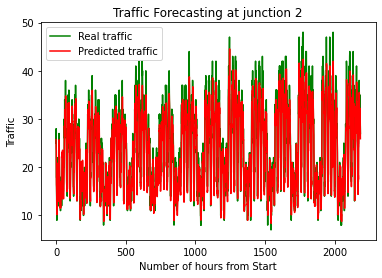 Traffic Forecasting at junction 2
Real traffic
Predicted traffic
50
40
30
20
10
Traffic
0
500
1000
1500
2000
Number of hours from Start